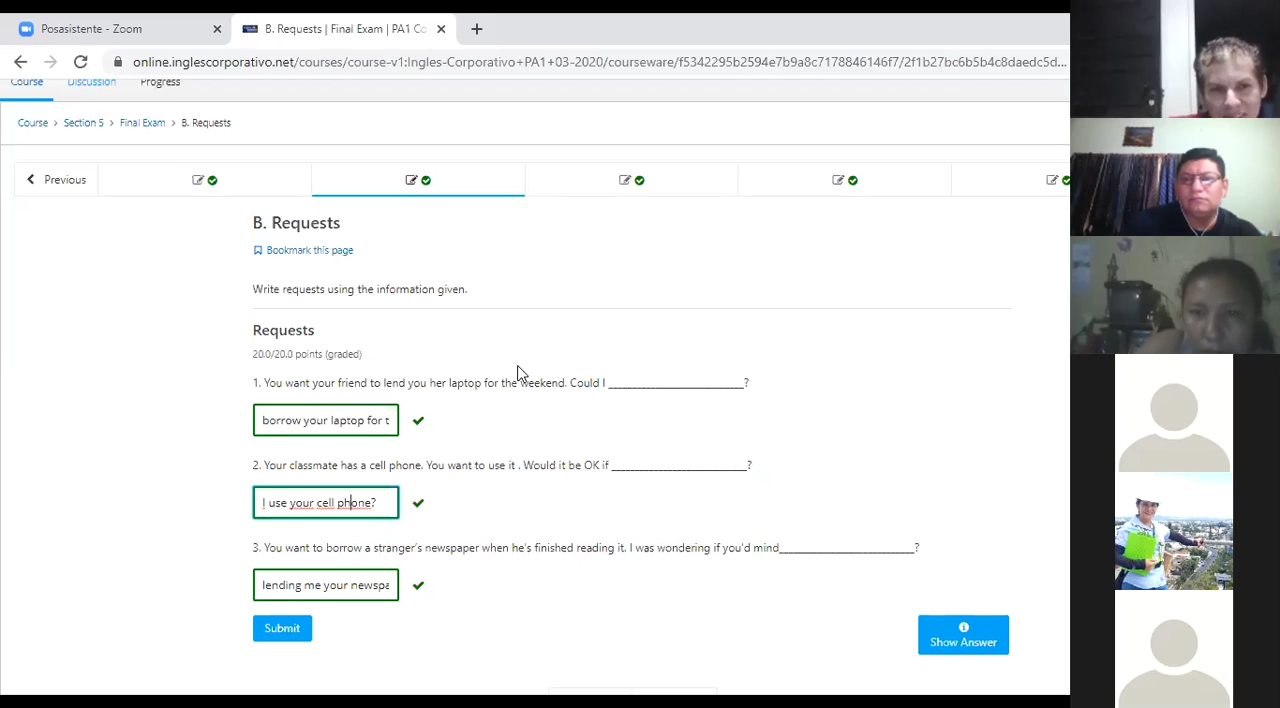 Posasistente - Zoom
B. Requests | Final Exam | PA1 Co
online.inglescorporativo.net/courses/course-v1:Ingles-Corporativo+PA1+03-2020/courseware/f5342295b2594e7b9a8c7178846146f7/2f1b27bc6b5b4c8daedc5d...
Course Discussion Progress
Course > Section 5 > Final Exam > B. Requests
Previous
B. Requests
Bookmark this page
Write requests using the information given.
Requests
20.0/20.0 points (graded)
1. You want your friend to lend you her laptop for the weekend. Could I ___________________________?
borrow your laptop for t
2. Your classmate has a cell phone. You want to use it . Would it be OK if ___________________________?
I use your cell phone?
3. You want to borrow a stranger's newspaper when he's finished reading it. I was wondering if you'd mind___________________________?
lending me your newspa
Submit
Show Answer